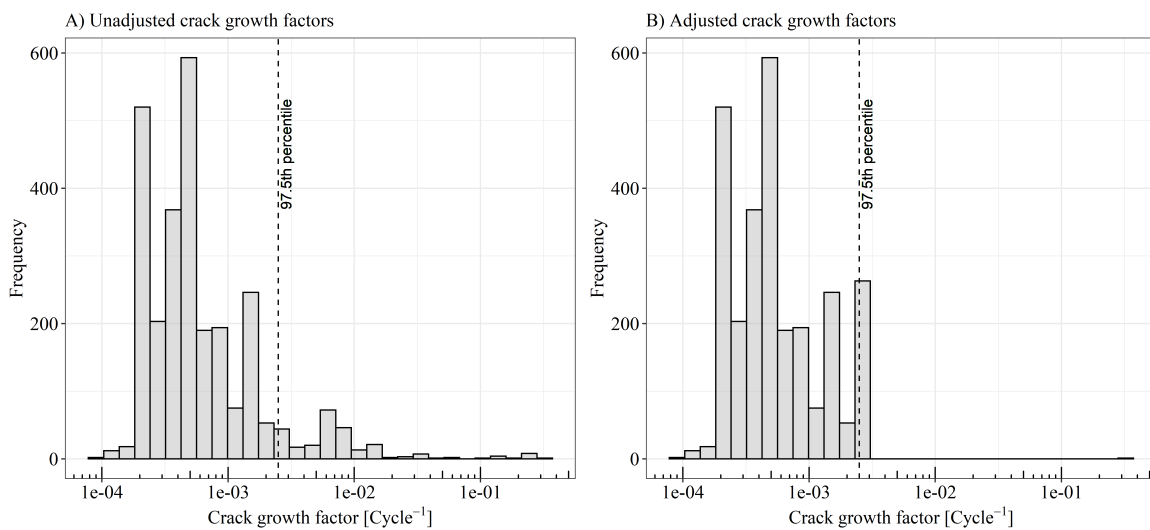 A) Unadjusted crack growth factors
600
400
200
0
Frequency
97.5th percentile
1e-04 1e-03 1e-02 1e-01
Crack growth factor [Cycle⁻¹]
B) Adjusted crack growth factors
600
400
200
0
Frequency
97.5th percentile
1e-04 1e-03 1e-02 1e-01
Crack growth factor [Cycle⁻¹]